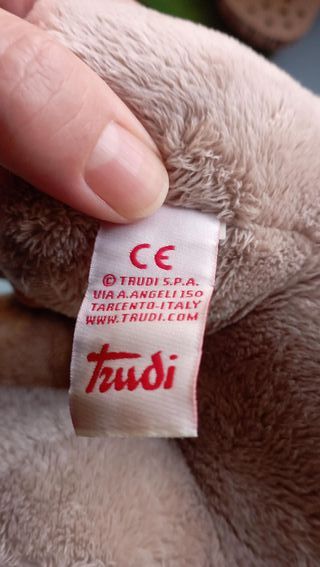 CE
© TRUDI S.P.A.
VIA A.ANGELI 150
TARCENTO-ITALY
WWW.TRUDI.COM
Trudi